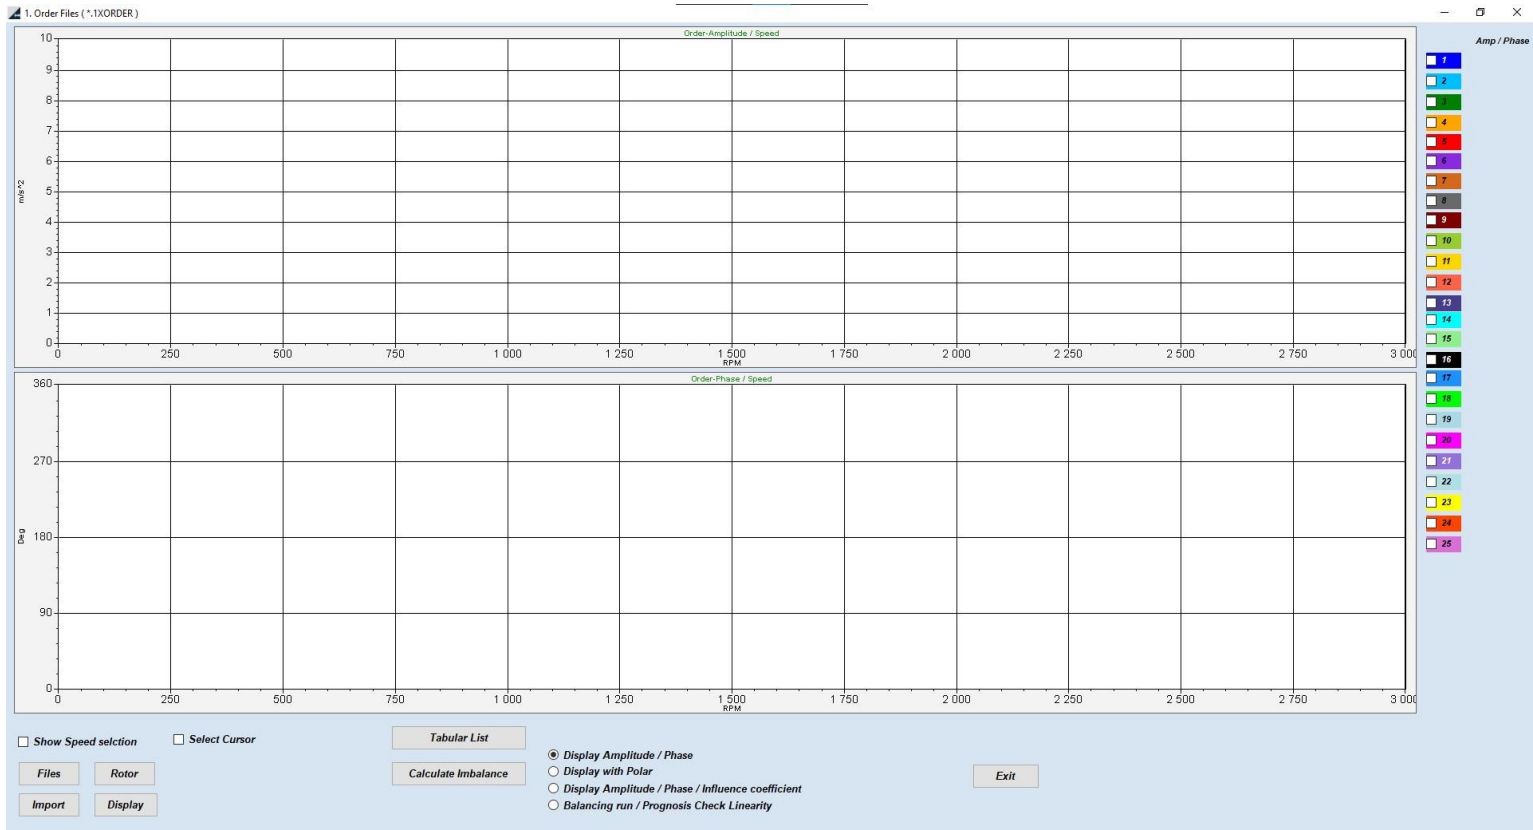 1. Order Files ( *.1XORDER )
Order-Amplitude / Speed
Amp / Phase
10
9
8
7
6
5
4
3
2
1
0
m/s^2
0 250 500 750 1 000 1 250 1 500 1 750 2 000 2 250 2 500 2 750 3 000
RPM
Order-Phase / Speed
360
270
180
90
0
Deg
0 250 500 750 1 000 1 250 1 500 1 750 2 000 2 250 2 500 2 750 3 000
RPM
1
2
3
4
5
6
7
8
9
10
11
12
13
14
15
16
17
18
19
20
21
22
23
24
25
Show Speed selction
Select Cursor
Tabular List
Files
Rotor
Calculate Imbalance
Import
Display
Display Amplitude / Phase
Display with Polar
Display Amplitude / Phase / Influence coefficient
Balancing run / Prognosis Check Linearity
Exit